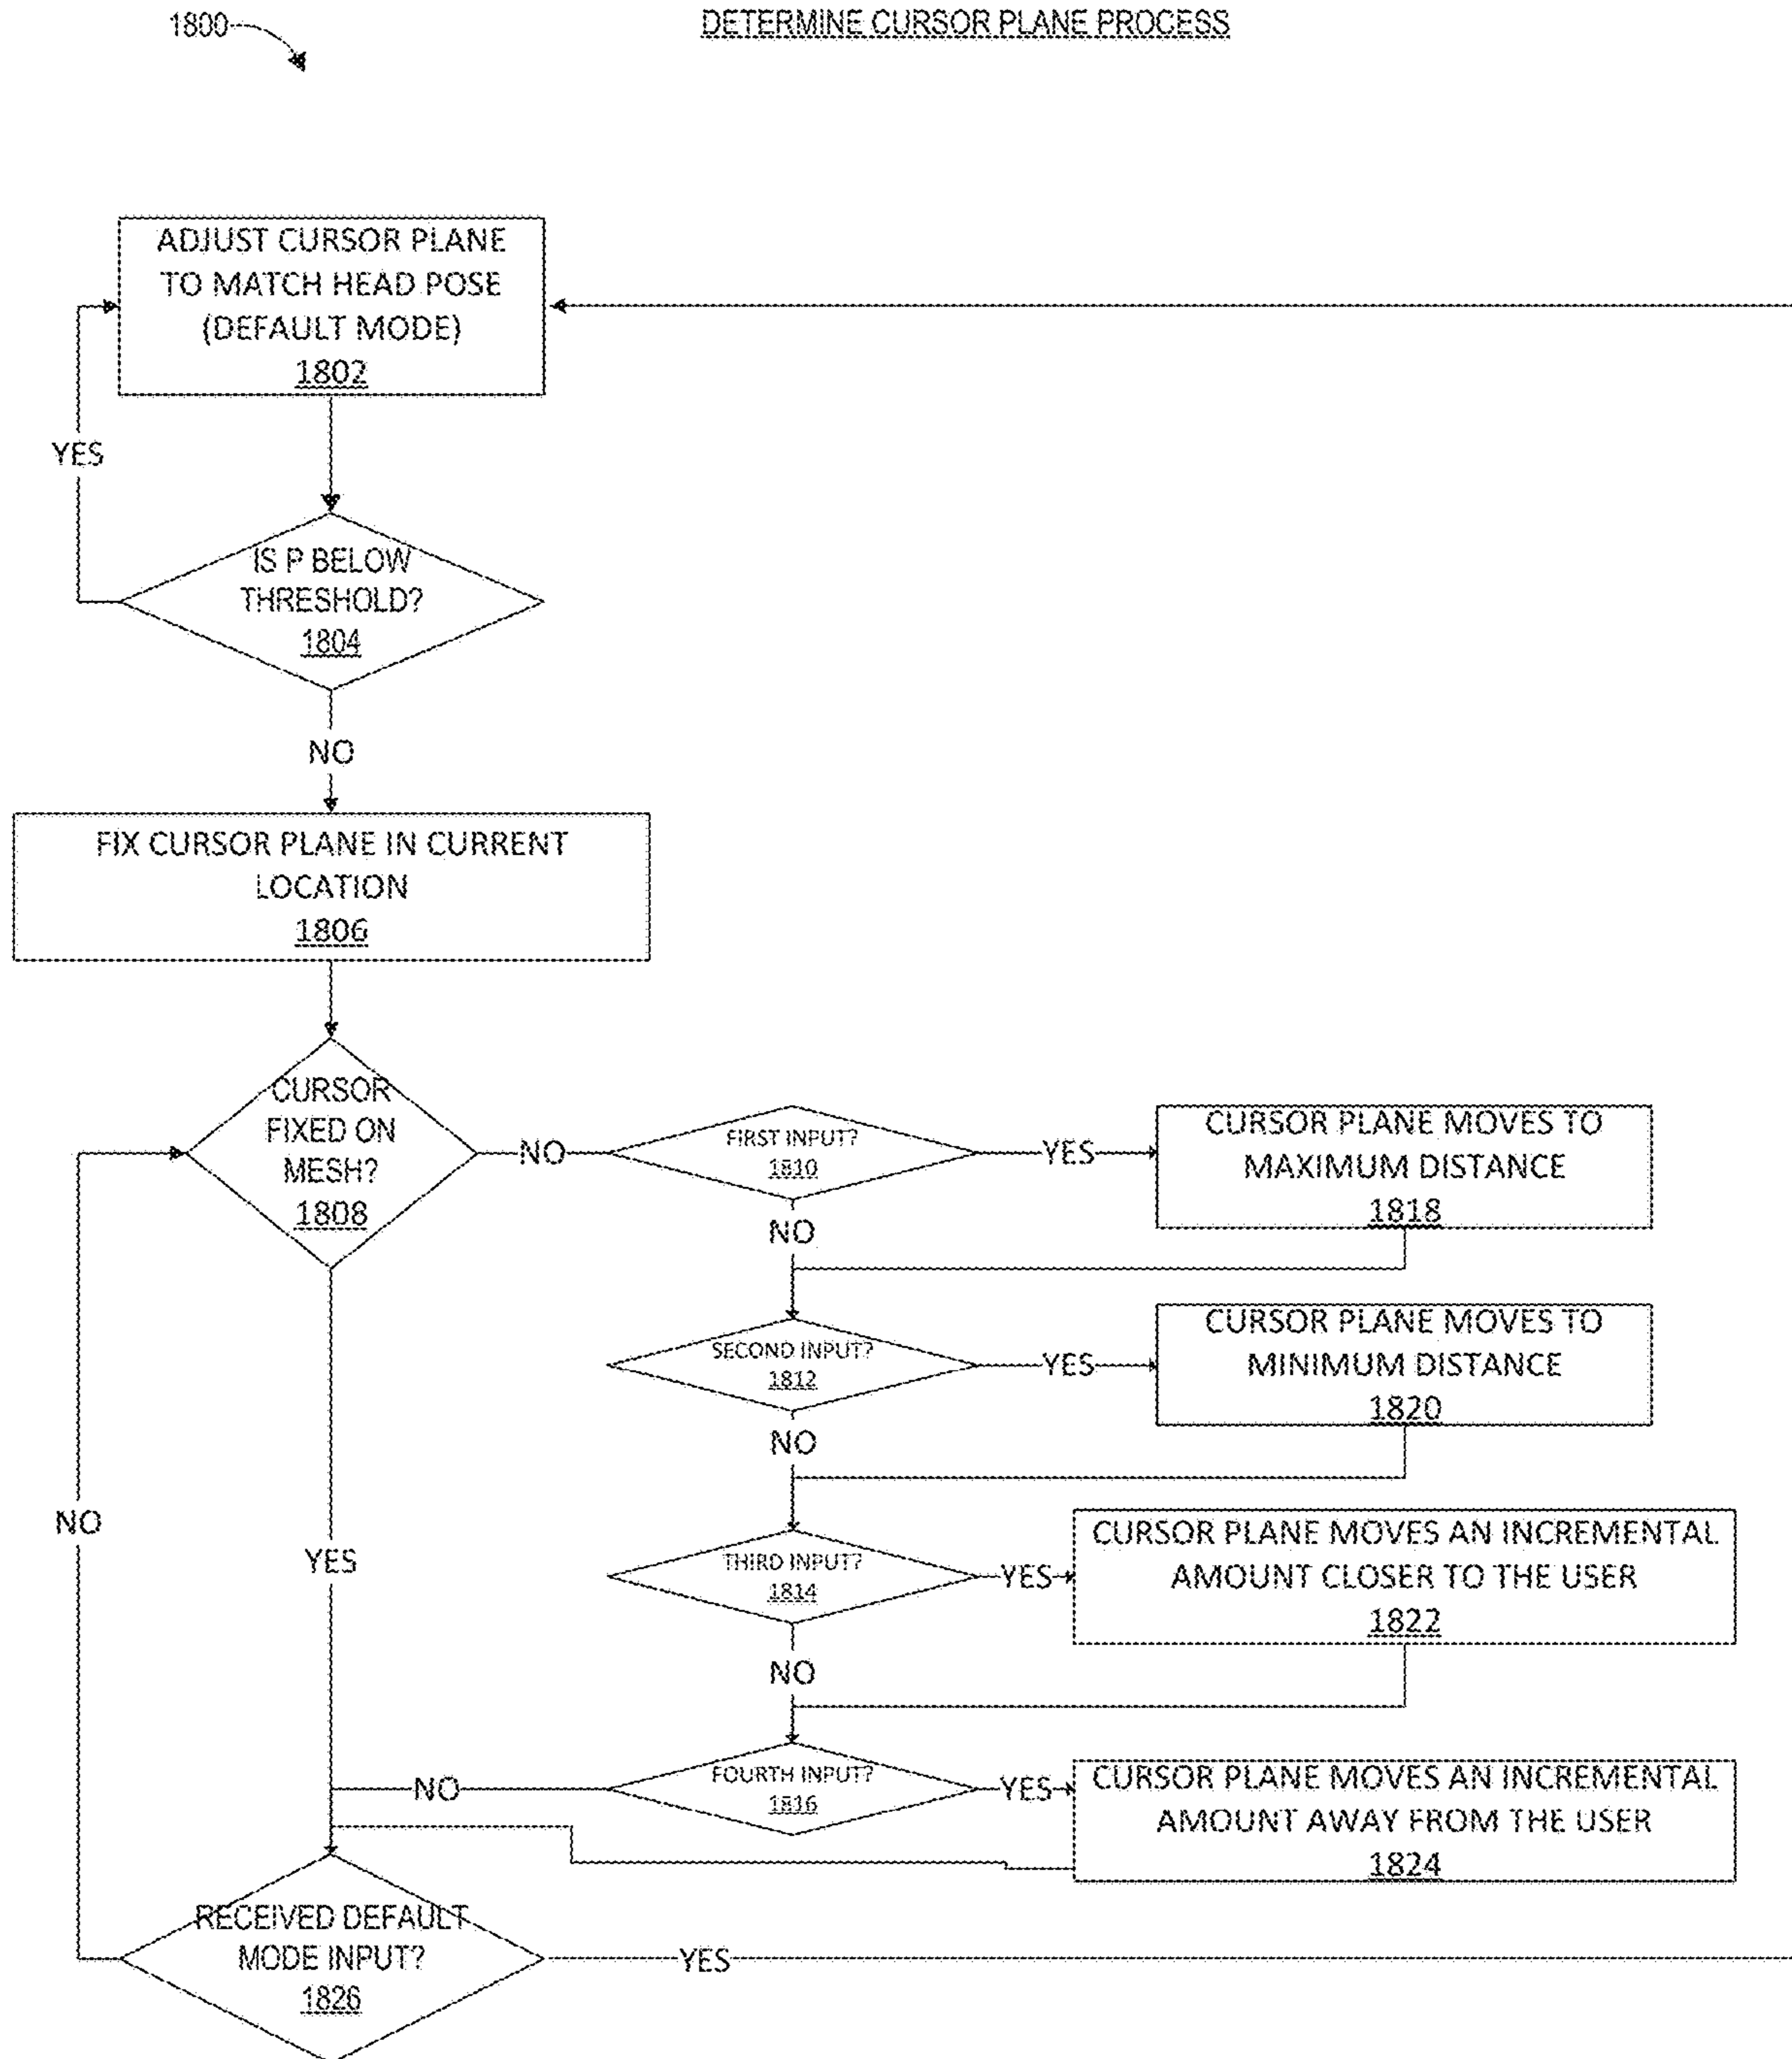 1800
DETERMINE CURSOR PLANE PROCESS
ADJUST CURSOR PLANE
TO MATCH HEAD POSE
(DEFAULT MODE)
1802
YES
IS P BELOW
THRESHOLD?
1804
NO
FIX CURSOR PLANE IN CURRENT
LOCATION
1806
CURSOR
FIXED ON
MESH?
1808
NO
FIRST INPUT?
1810
YES
CURSOR PLANE MOVES TO
MAXIMUM DISTANCE
1818
NO
SECOND INPUT?
1812
YES
CURSOR PLANE MOVES TO
MINIMUM DISTANCE
1820
NO
THIRD INPUT?
1814
YES
CURSOR PLANE MOVES AN INCREMENTAL
AMOUNT CLOSER TO THE USER
1822
NO
YES
NO
FOURTH INPUT?
1816
YES
CURSOR PLANE MOVES AN INCREMENTAL
AMOUNT AWAY FROM THE USER
1824
NO
RECEIVED DEFAULT
MODE INPUT?
1826
YES